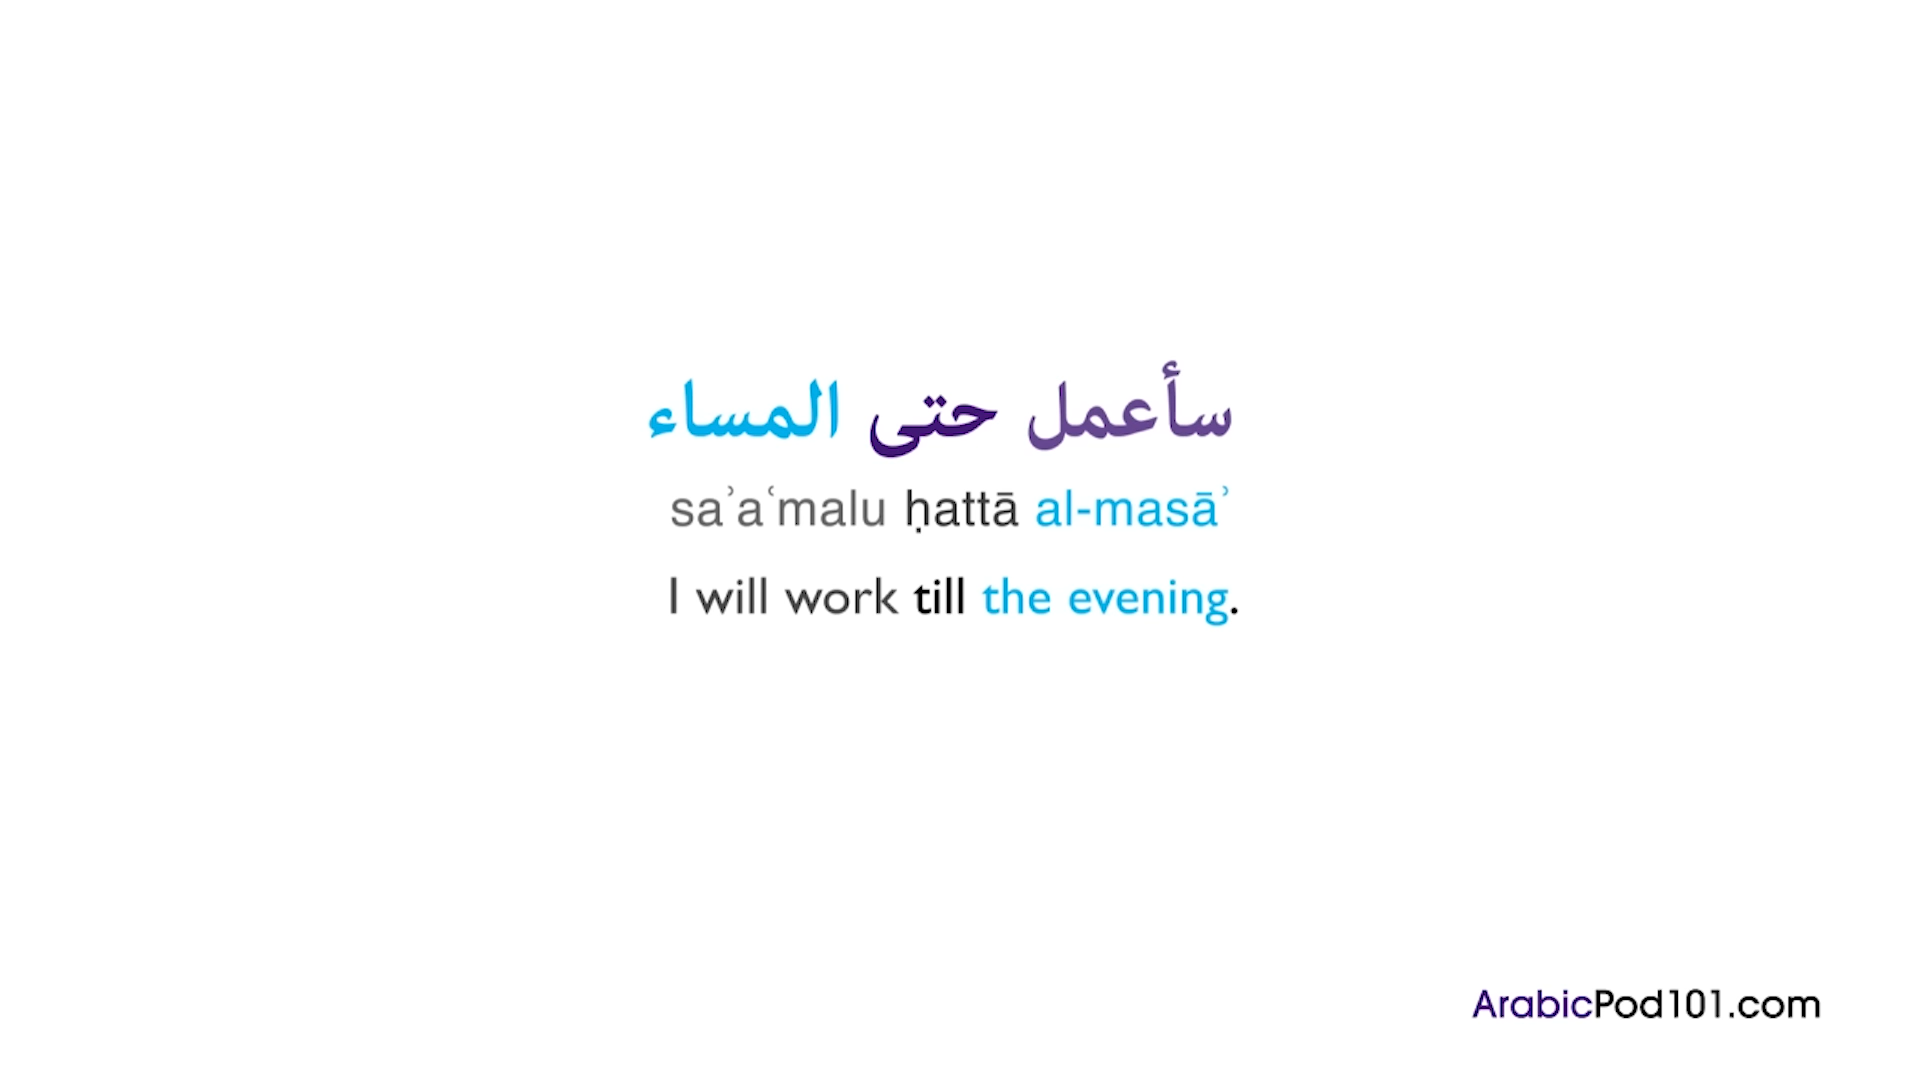 سأعمل حتى المساء
saʾaʿmalu ḥattā al-masāʾ
I will work till the evening.
ArabicPod101.com